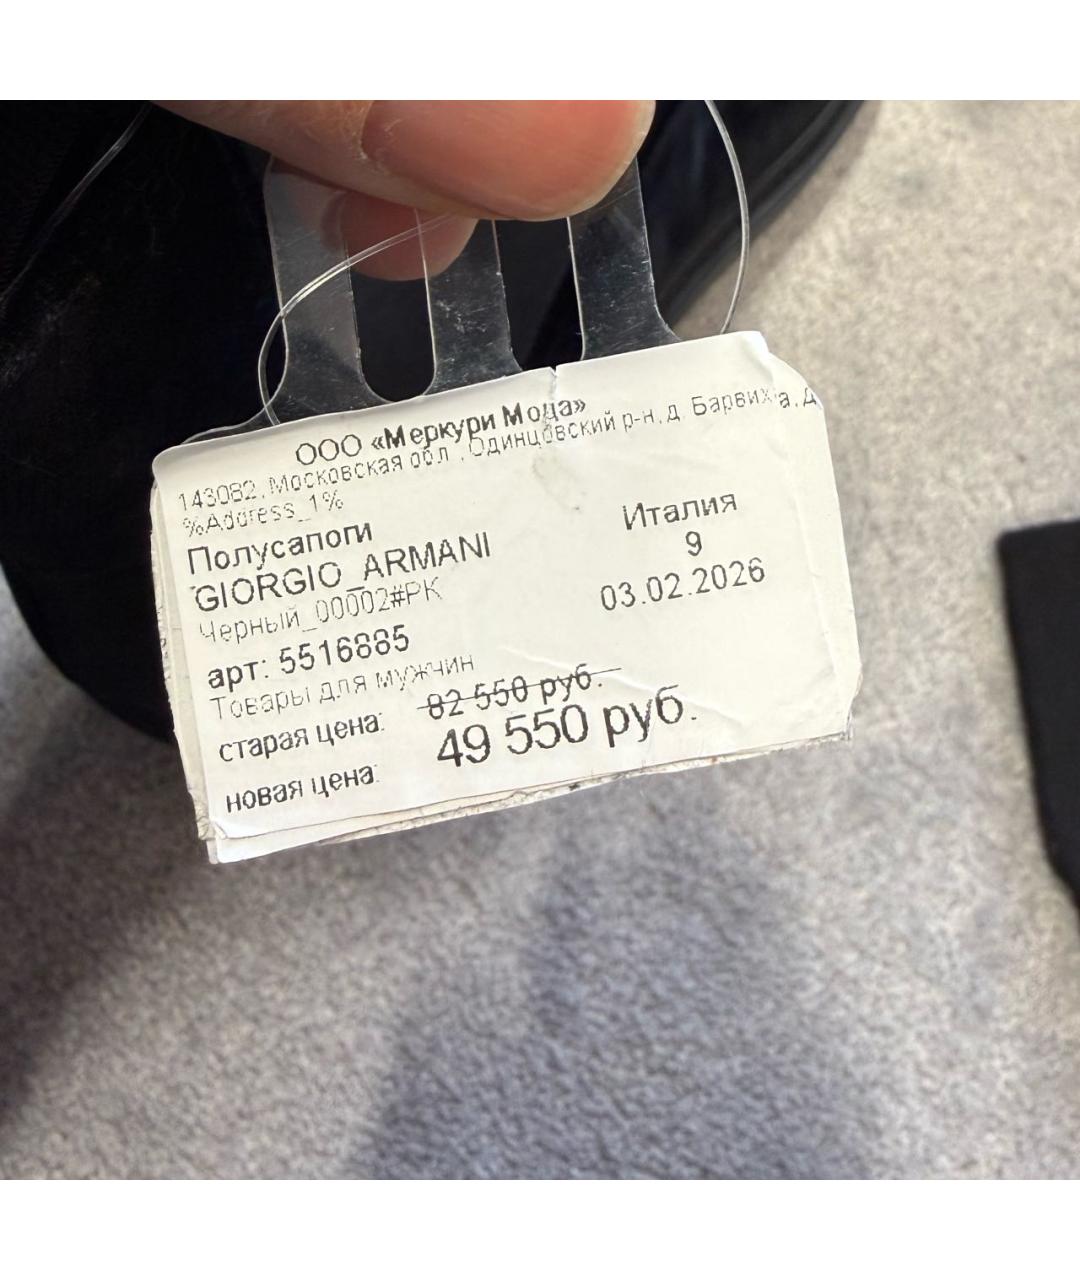 ООО «Меркури Мода»
143082, Московская обл., Одинцовский р-н, д. Барвиха, д
%Address_1%
Полусапоги
Италия
GIORGIO_ARMANI
9
Черный_00002#РК
03.02.2026
арт: 5516885
Товары для мужчин
старая цена: 82 550 руб.
новая цена: 49 550 руб.